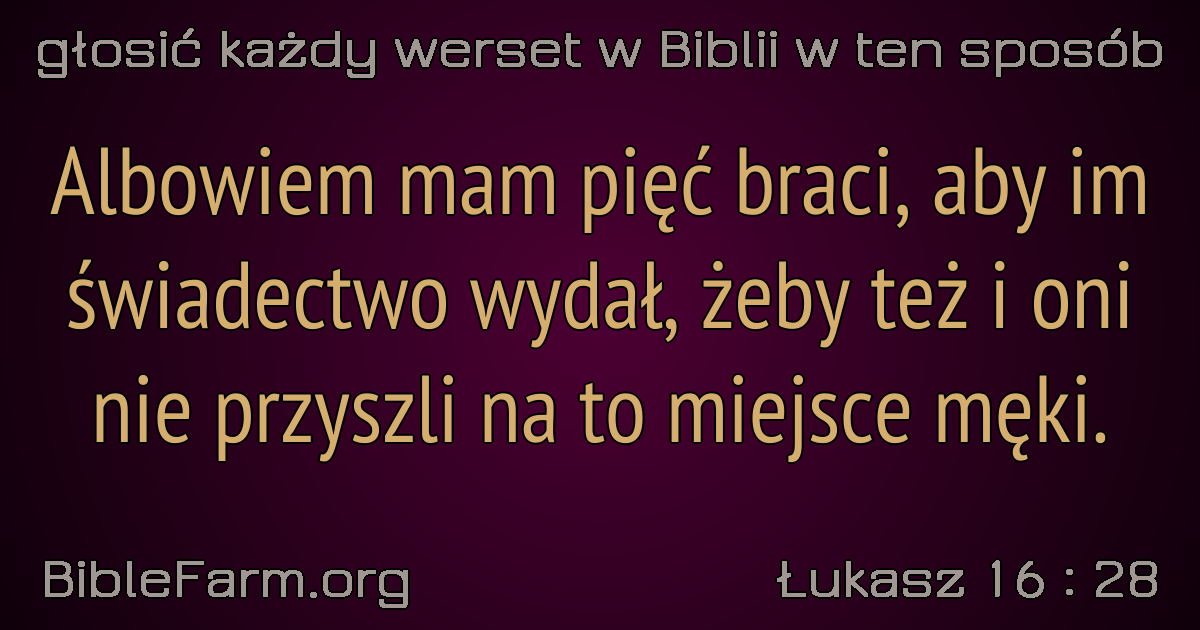 głosić każdy werset w Biblii w ten sposób
Albowiem mam pięć braci, aby im
świadectwo wydał, żeby też i oni
nie przyszli na to miejsce męki.
BibleFarm.org
Łukasz 16 : 28